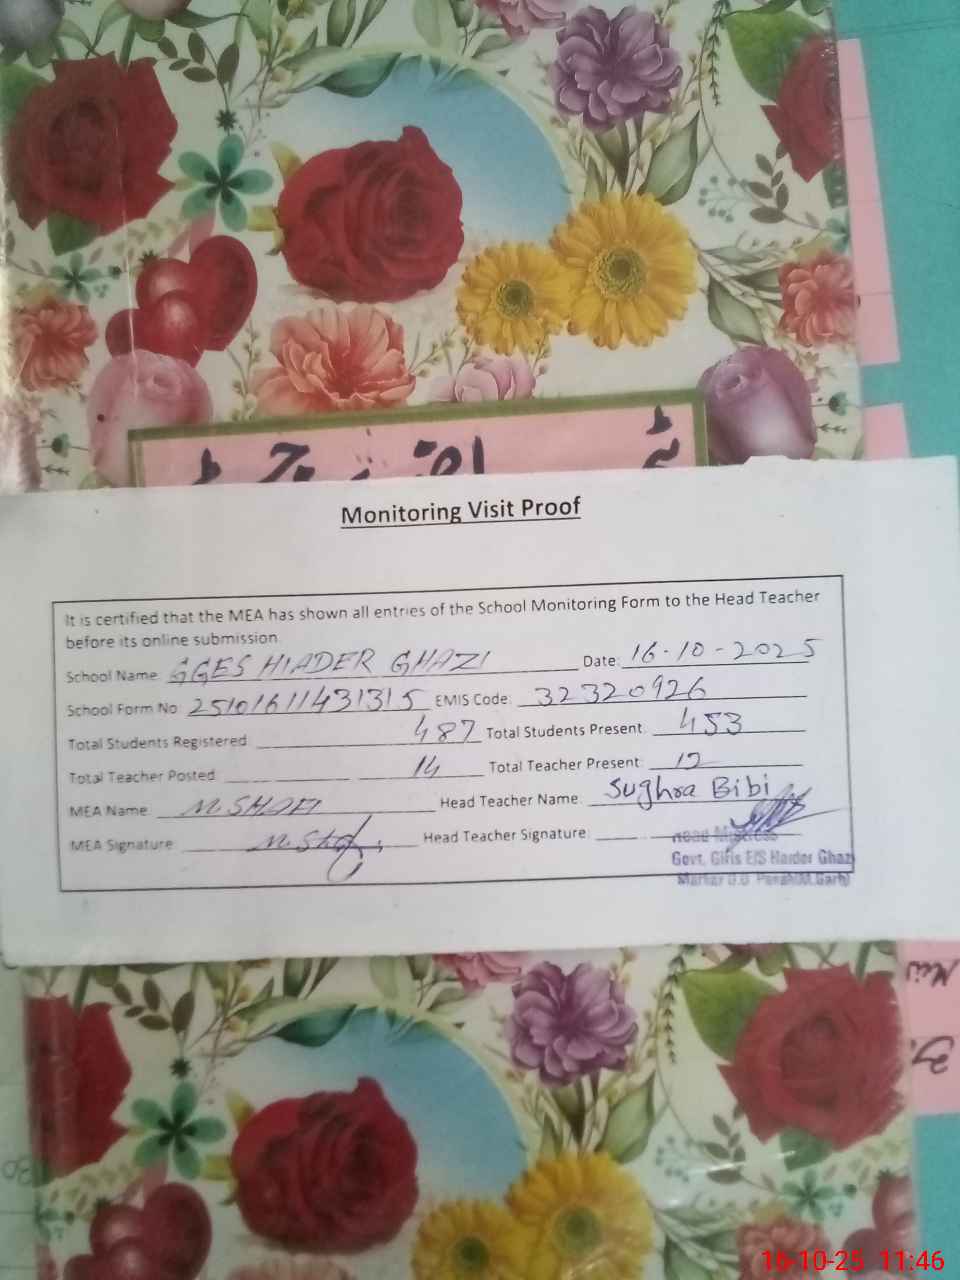 Monitoring Visit Proof
It is certified that the MEA has shown all entries of the School Monitoring Form to the Head Teacher
before its online submission.
School Name: GGES HIADER GHAZI Date: 16-10-2025
School Form No: 25101611431315 EMIS Code: 32320926
Total Students Registered: 487 Total Students Present: 453
Total Teacher Posted: 14 Total Teacher Present: 12
MEA Name: M. SHAFI Head Teacher Name: Sughra Bibi
MEA Signature: M. Shafi Head Teacher Signature:
Head Mistress
Govt. Girls E/S Haider Ghazi
16-10-25 11:46